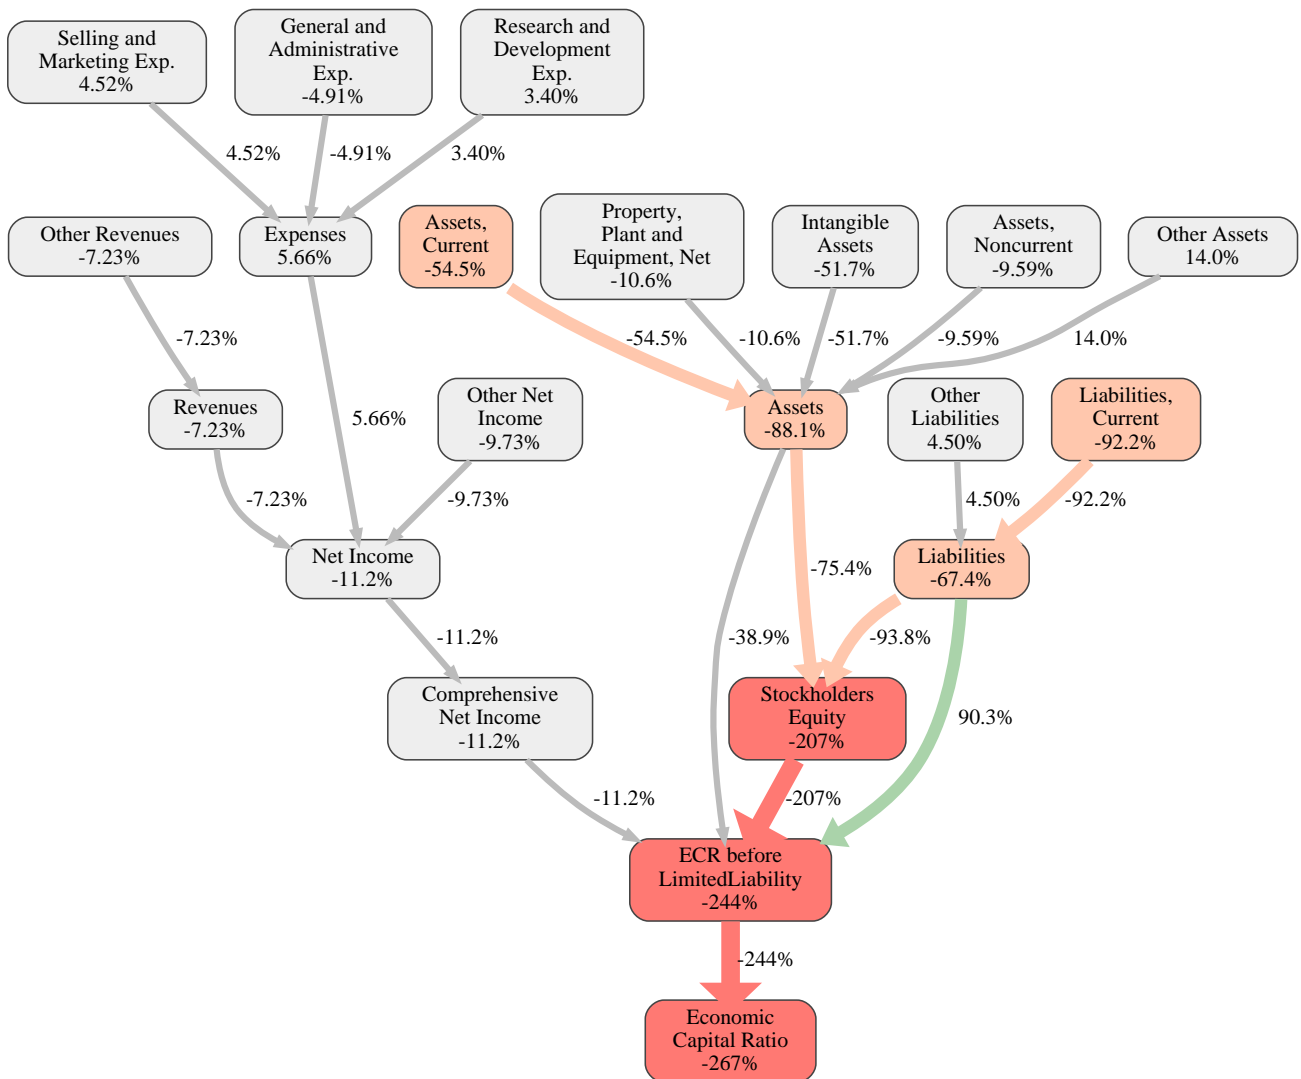 Selling and
Marketing Exp.
4.52%
General and
Administrative
Exp.
-4.91%
Research and
Development
Exp.
3.40%
4.52%
-4.91%
3.40%
Other Revenues
-7.23%
Expenses
5.66%
Assets,
Current
-54.5%
Property,
Plant and
Equipment, Net
-10.6%
Intangible
Assets
-51.7%
Assets,
Noncurrent
-9.59%
Other Assets
14.0%
-7.23%
-54.5%
-10.6%
-51.7%
-9.59%
14.0%
Revenues
-7.23%
5.66%
Other Net
Income
-9.73%
Assets
-88.1%
Other
Liabilities
4.50%
Liabilities,
Current
-92.2%
-7.23%
-9.73%
4.50%
-92.2%
Net Income
-11.2%
-75.4%
Liabilities
-67.4%
-11.2%
-38.9%
-93.8%
Comprehensive
Net Income
-11.2%
Stockholders
Equity
-207%
90.3%
-11.2%
-207%
ECR before
LimitedLiability
-244%
-244%
Economic
Capital Ratio
-267%